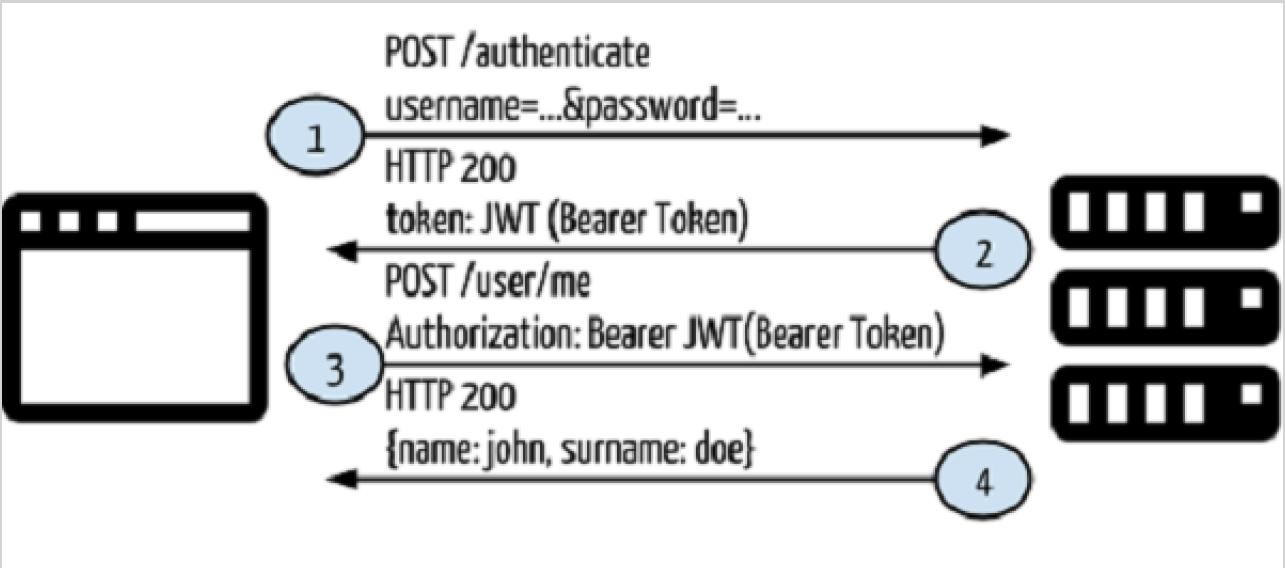 POST /authenticate
username=...&password=...
1
HTTP 200
token: JWT (Bearer Token)
2
POST /user/me
Authorization: Bearer JWT(Bearer Token)
3
HTTP 200
{name: john, surname: doe}
4